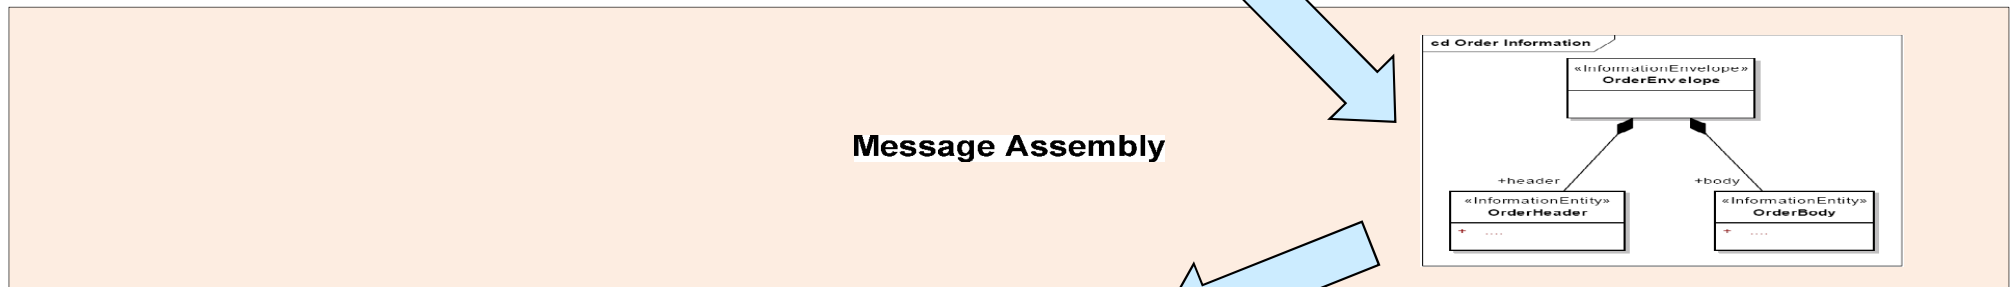 cd Order Information
«InformationEnvelope»
OrderEnvelope
Message Assembly
+header
+body
«InformationEntity»
OrderHeader
+ ....
«InformationEntity»
OrderBody
+ ....